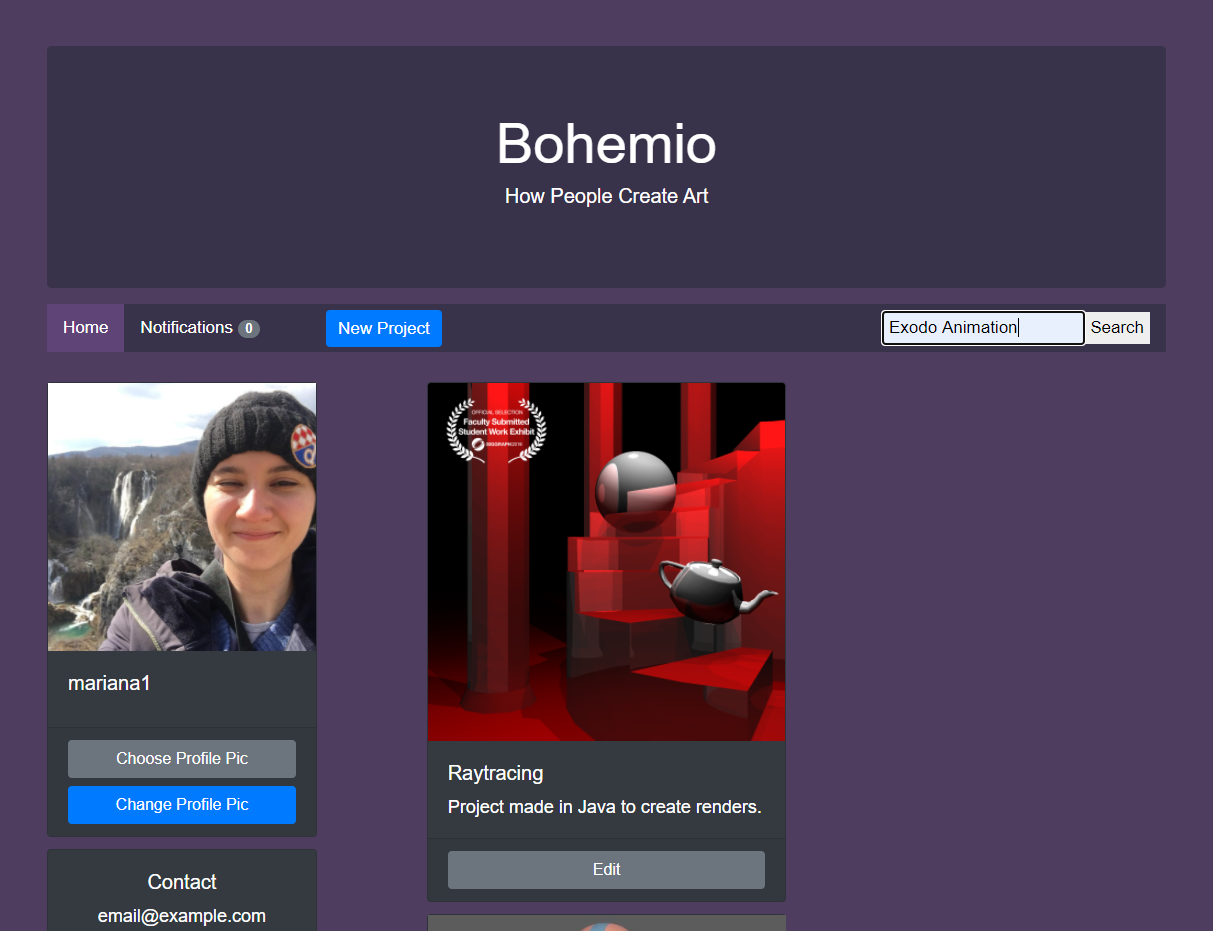 Bohemio
How People Create Art
Home Notifications 0 New Project Exodo Animation Search
mariana1
Choose Profile Pic
Change Profile Pic
Contact
email@example.com
OFFICIAL SELECTION
Faculty Submitted
Student Work Exhibit
SIGGRAPH2019
Raytracing
Project made in Java to create renders.
Edit